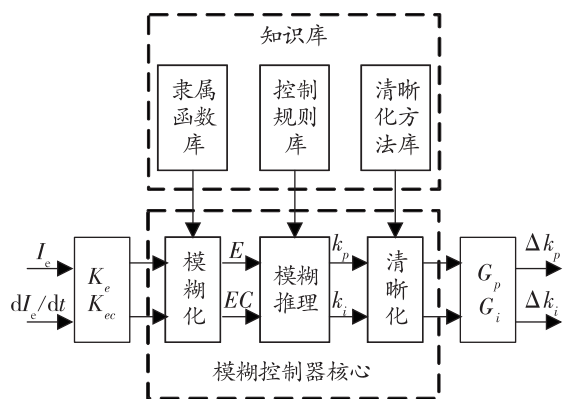 知识库
隶属
函数
库
控制
规则
库
清晰
化方
法库
I_e
dI_e/dt
K_e
K_ec
模
糊
化
E
EC
模糊
推理
k_p
k_i
清
晰
化
G_p
G_i
Δk_p
Δk_i
模糊控制器核心